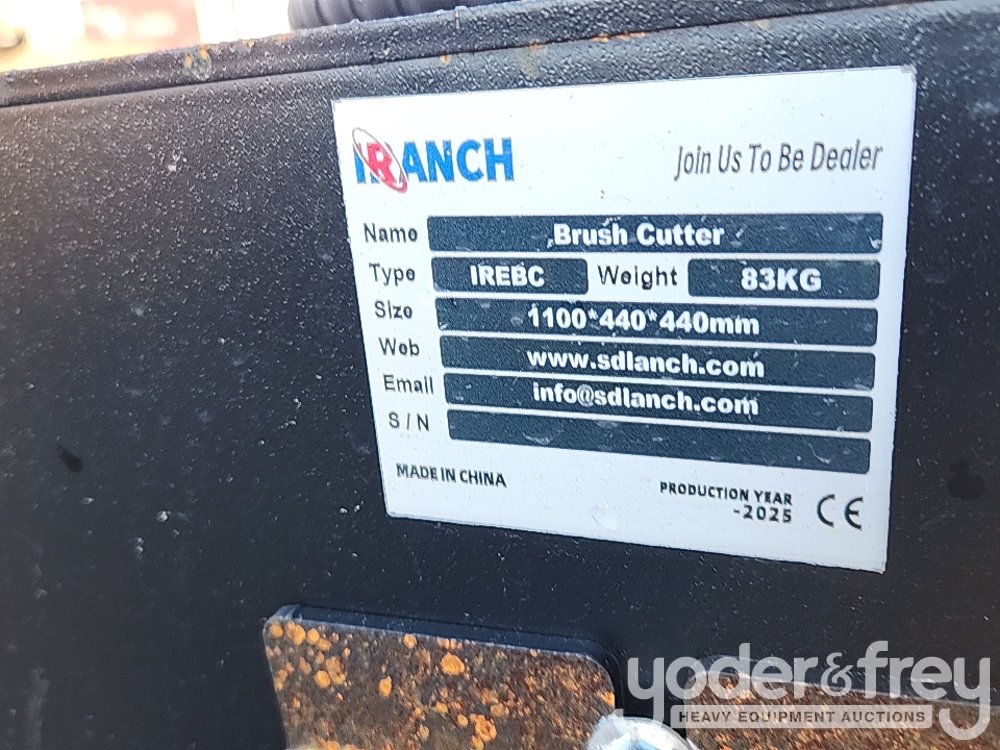 IRANCH
Join Us To Be Dealer
Name Brush Cutter
Type IREBC Weight 83KG
Size 1100*440*440mm
Web www.sdlanch.com
Email info@sdlanch.com
S / N
MADE IN CHINA
PRODUCTION YEAR
-2025
CE
yoder&frey
HEAVY EQUIPMENT AUCTIONS